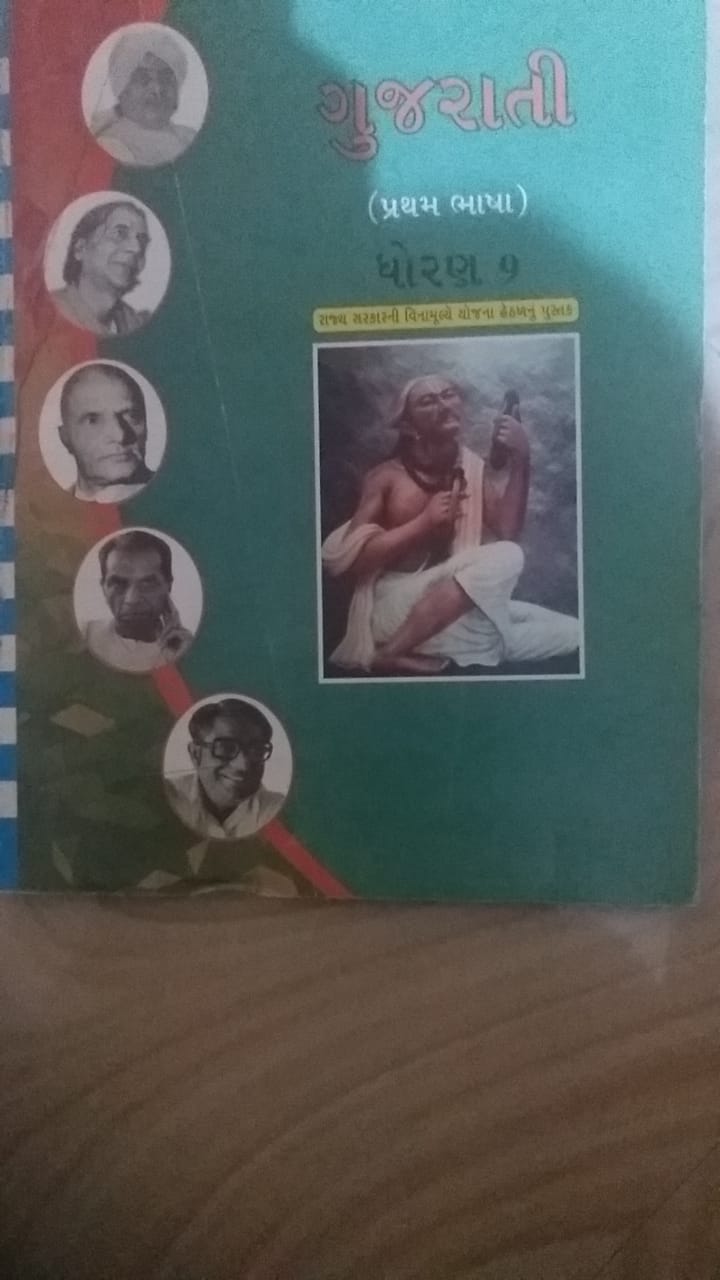 ગુજરાતી
(પ્રથમ ભાષા)
ધોરણ ૭
રાજ્ય સરકારની વિનામૂલ્યે યોજના હેઠળનું પુસ્તક